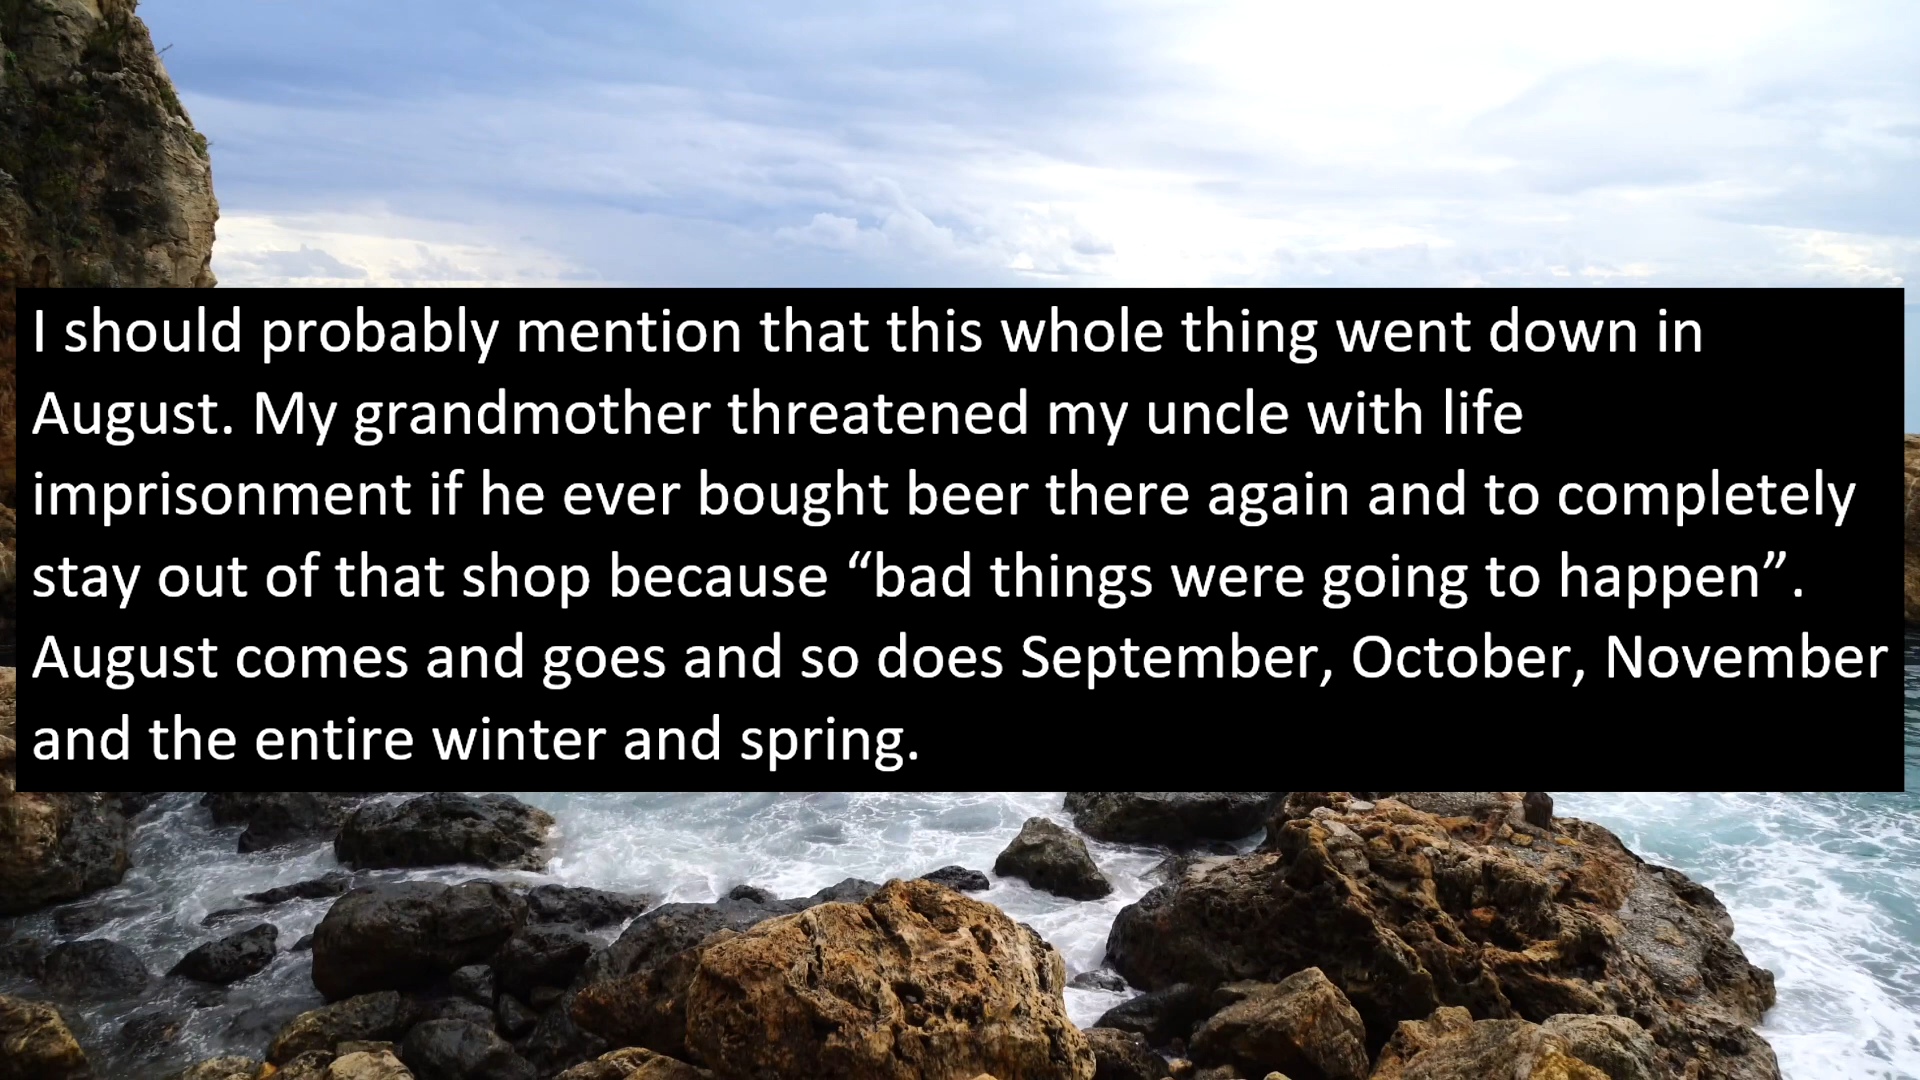 I should probably mention that this whole thing went down in
August. My grandmother threatened my uncle with life
imprisonment if he ever bought beer there again and to completely
stay out of that shop because “bad things were going to happen”.
August comes and goes and so does September, October, November
and the entire winter and spring.